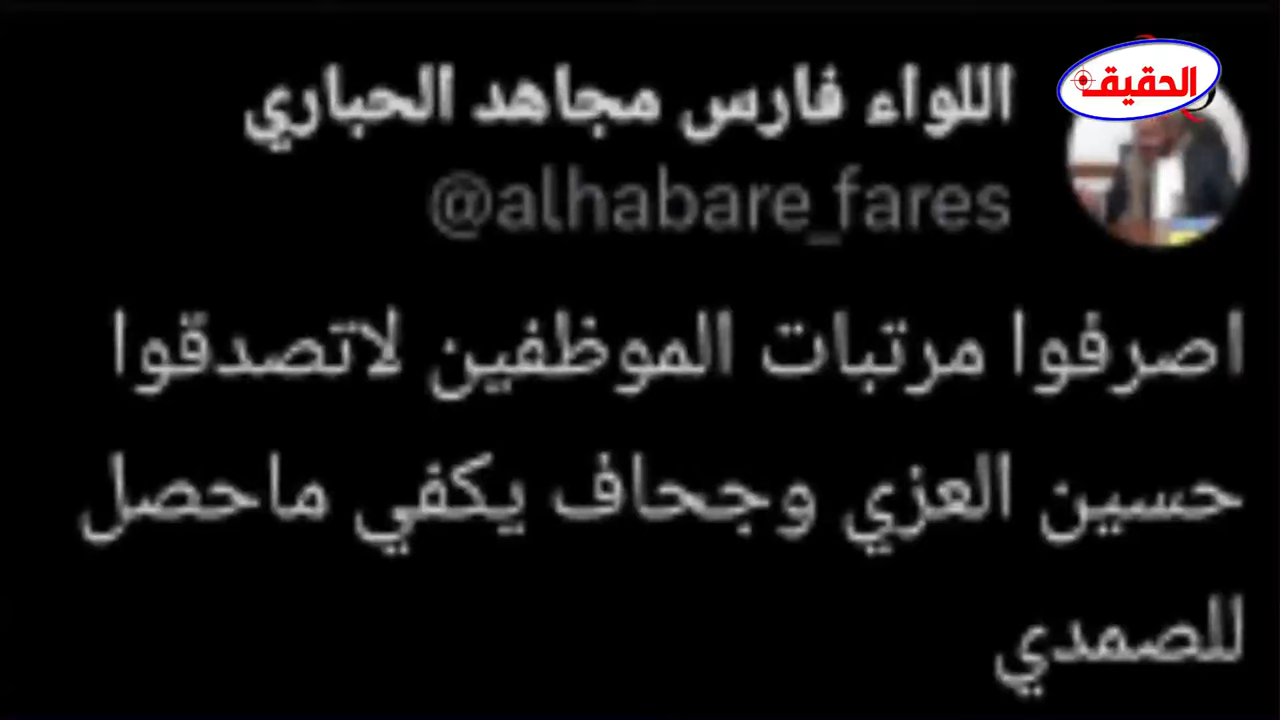 الحقيقة
اللواء فارس مجاهد الحباري
@alhabare_fares
اصرفوا مرتبات الموظفين لاتصدقوا
حسين العزي وجحاف يكفي ماحصل
للصمدي